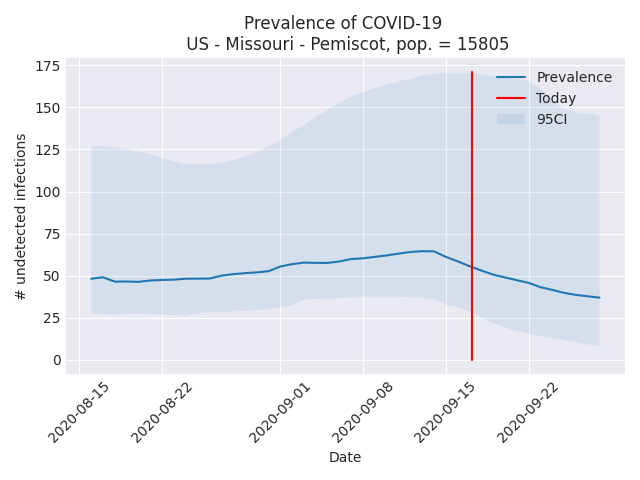 Prevalence of COVID-19
US - Missouri - Pemiscot, pop. = 15805
175
150
125
100
75
50
25
0
# undetected infections
Prevalence
Today
95CI
2020-08-15
2020-08-22
2020-09-01
2020-09-08
2020-09-15
2020-09-22
Date